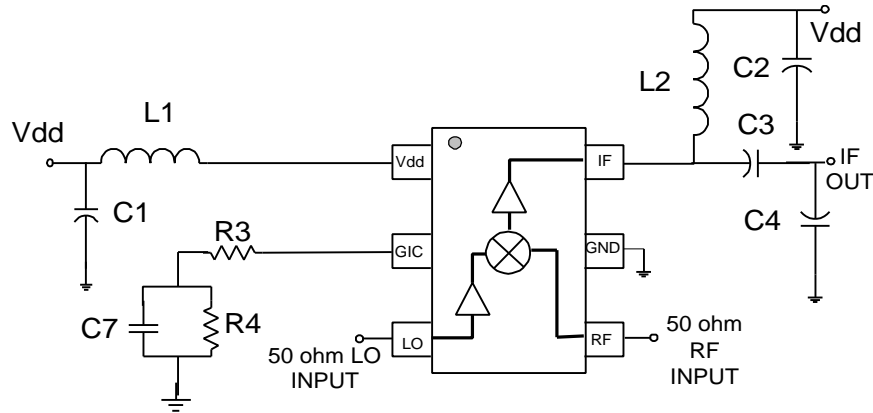 Vdd
L2
C2
L1
C3
Vdd
Vdd
IF
IF
OUT
C1
R3
C4
GIC
GND
C7
R4
LO
RF
50 ohm LO
INPUT
50 ohm
RF
INPUT